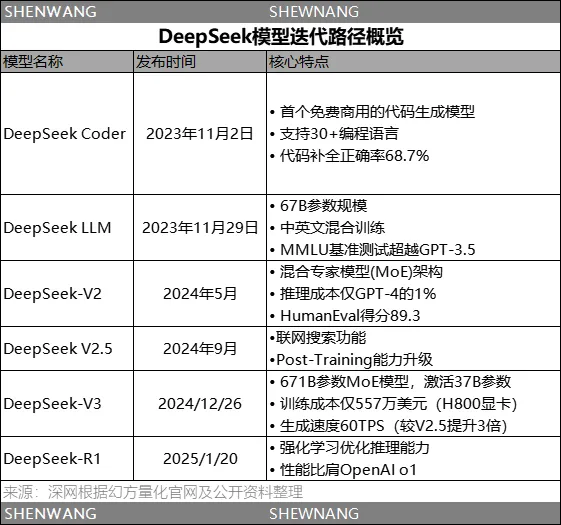 SHENWANG SHEWNANG
DeepSeek模型迭代路径概览
模型名称 发布时间 核心特点
DeepSeek Coder 2023年11月2日
• 首个免费商用的代码生成模型
• 支持30+编程语言
• 代码补全正确率68.7%
DeepSeek LLM 2023年11月29日
• 67B参数规模
• 中英文混合训练
• MMLU基准测试超越GPT-3.5
DeepSeek-V2 2024年5月
• 混合专家模型(MoE)架构
• 推理成本仅GPT-4的1%
• HumanEval得分89.3
DeepSeek V2.5 2024年9月
•联网搜索功能
•Post-Training能力升级
DeepSeek-V3 2024/12/26
• 671B参数MoE模型，激活37B参数
• 训练成本仅557万美元（H800显卡）
• 生成速度60TPS（较V2.5提升3倍）
DeepSeek-R1 2025/1/20
• 强化学习优化推理能力
• 性能比肩OpenAI o1
来源：深网根据幻方量化官网及公开资料整理
SHENWANG SHEWNANG